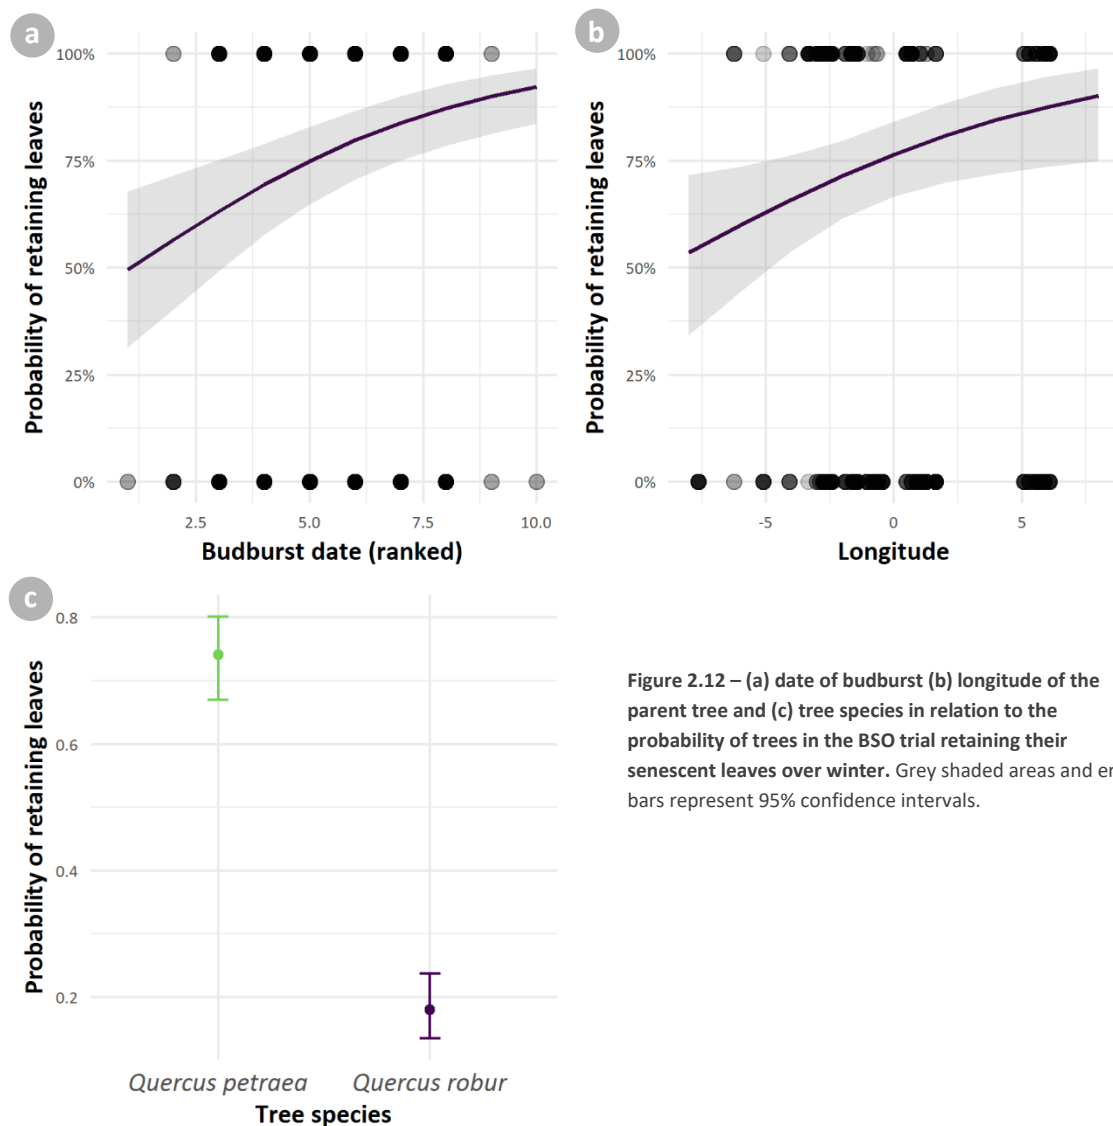 a
100%
75%
50%
25%
0%
Probability of retaining leaves
2.5 5.0 7.5 10.0
Budburst date (ranked)
b
100%
75%
50%
25%
0%
Probability of retaining leaves
-5 0 5
Longitude
c
0.8
0.6
0.4
0.2
Probability of retaining leaves
Quercus petraea Quercus robur
Tree species
Figure 2.12 – (a) date of budburst (b) longitude of the
parent tree and (c) tree species in relation to the
probability of trees in the BSO trial retaining their
senescent leaves over winter. Grey shaded areas and
bars represent 95% confidence intervals.